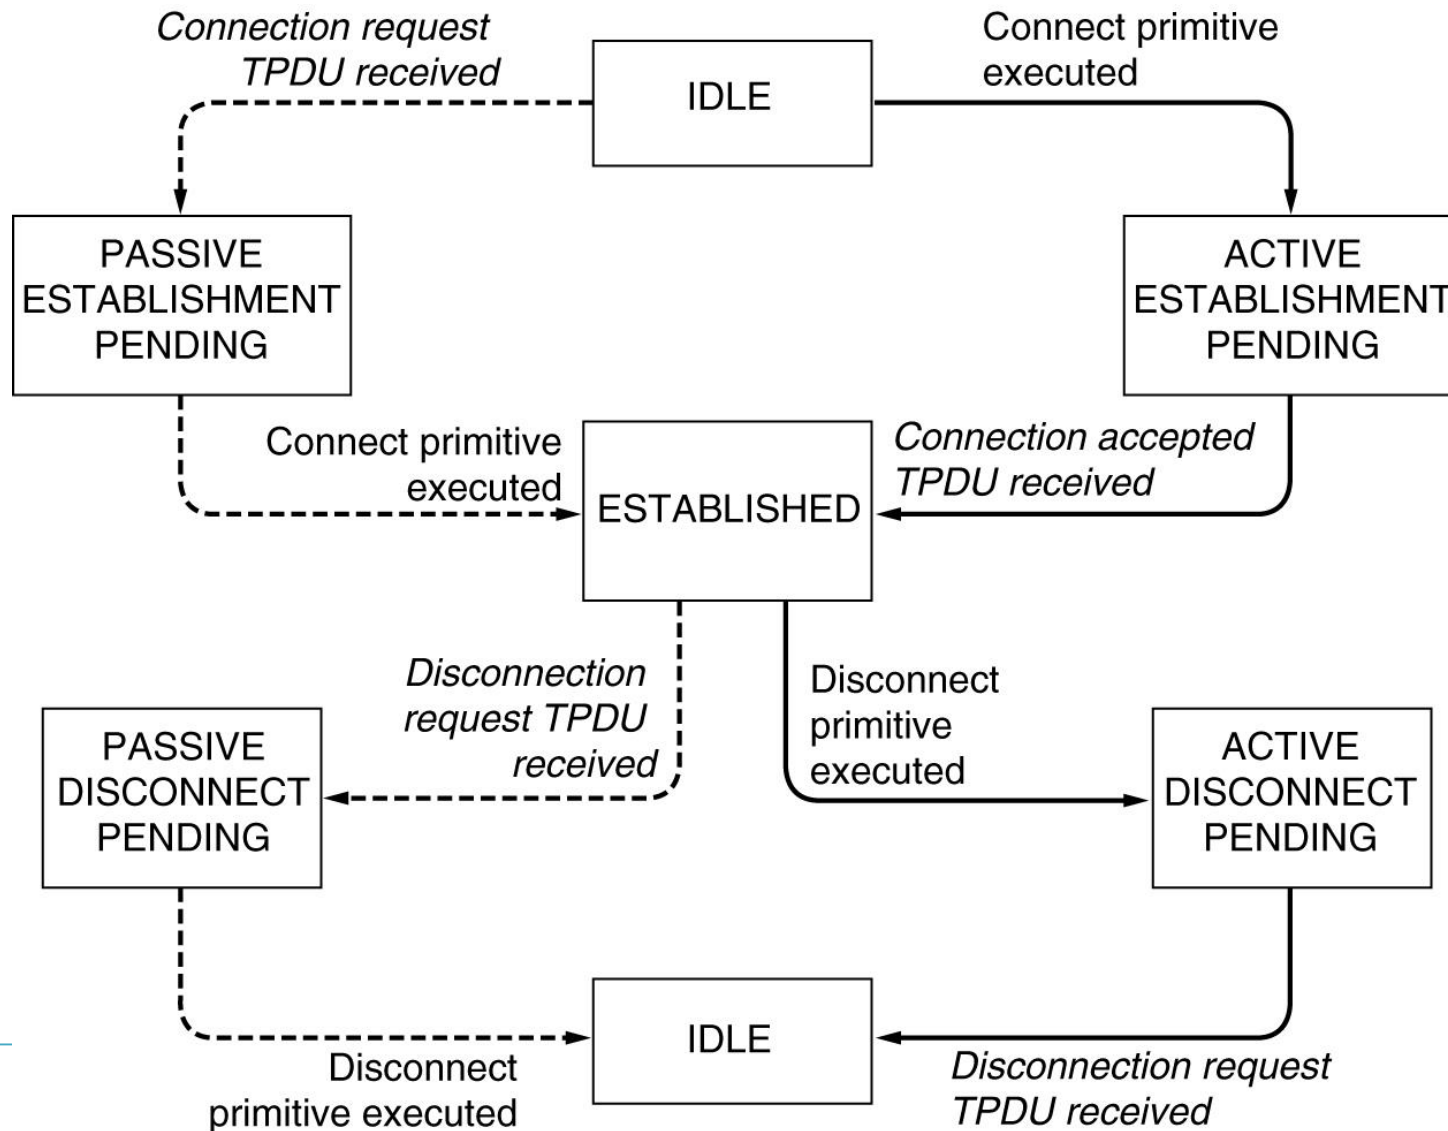 Connection request
TPDU received
IDLE
Connect primitive
executed
PASSIVE
ESTABLISHMENT
PENDING
ACTIVE
ESTABLISHMENT
PENDING
Connect primitive
executed
ESTABLISHED
Connection accepted
TPDU received
Disconnection
request TPDU
received
Disconnect
primitive
executed
PASSIVE
DISCONNECT
PENDING
ACTIVE
DISCONNECT
PENDING
Disconnect
primitive executed
IDLE
Disconnection request
TPDU received